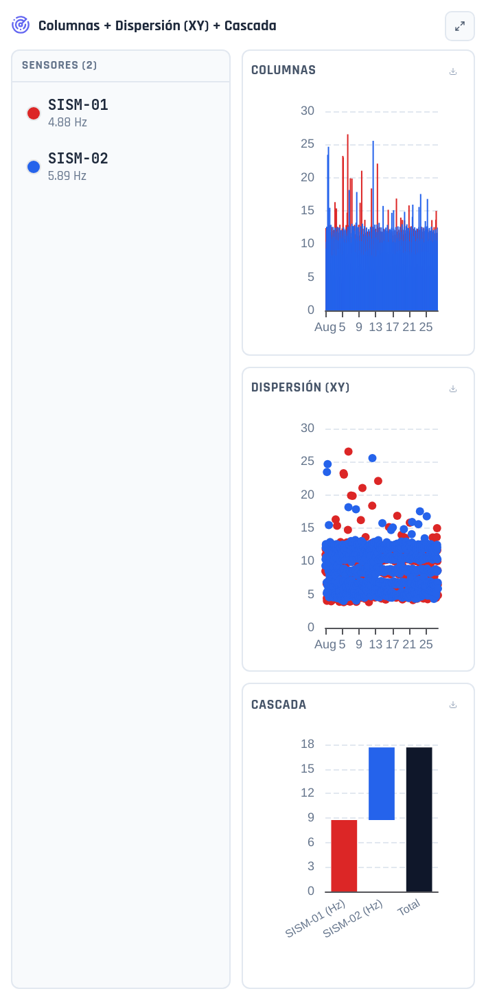 Columnas + Dispersión (XY) + Cascada
SENSORES (2)
SISM-01
4.88 Hz
SISM-02
5.89 Hz
COLUMNAS
30
25
20
15
10
5
0
Aug 5 9 13 17 21 25
DISPERSIÓN (XY)
30
25
20
15
10
5
0
Aug 5 9 13 17 21 25
CASCADA
18
15
12
9
6
3
0
SISM-01 (Hz)
SISM-02 (Hz)
Total